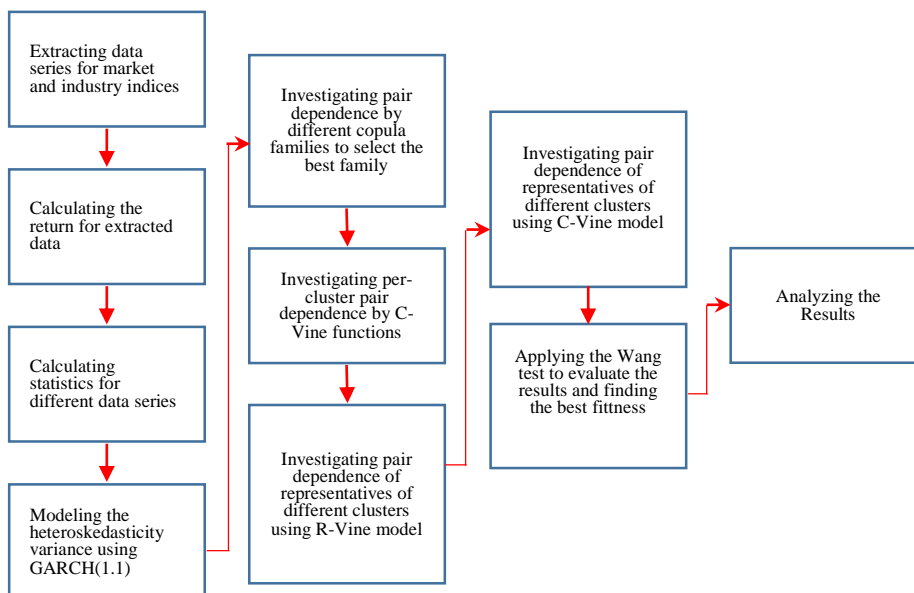 Extracting data
series for market
and industry indices
Calculating the
return for extracted
data
Calculating
statistics for
different data series
Modeling the
heteroskedasticity
variance using
GARCH(1.1)
Investigating pair
dependence by
different copula
families to select the
best family
Investigating per-
cluster pair
dependence by C-
Vine functions
Investigating pair
dependence of
representatives of
different clusters
using R-Vine model
Investigating pair
dependence of
representatives of
different clusters
using C-Vine model
Applying the Wang
test to evaluate the
results and finding
the best fittness
Analyzing the
Results